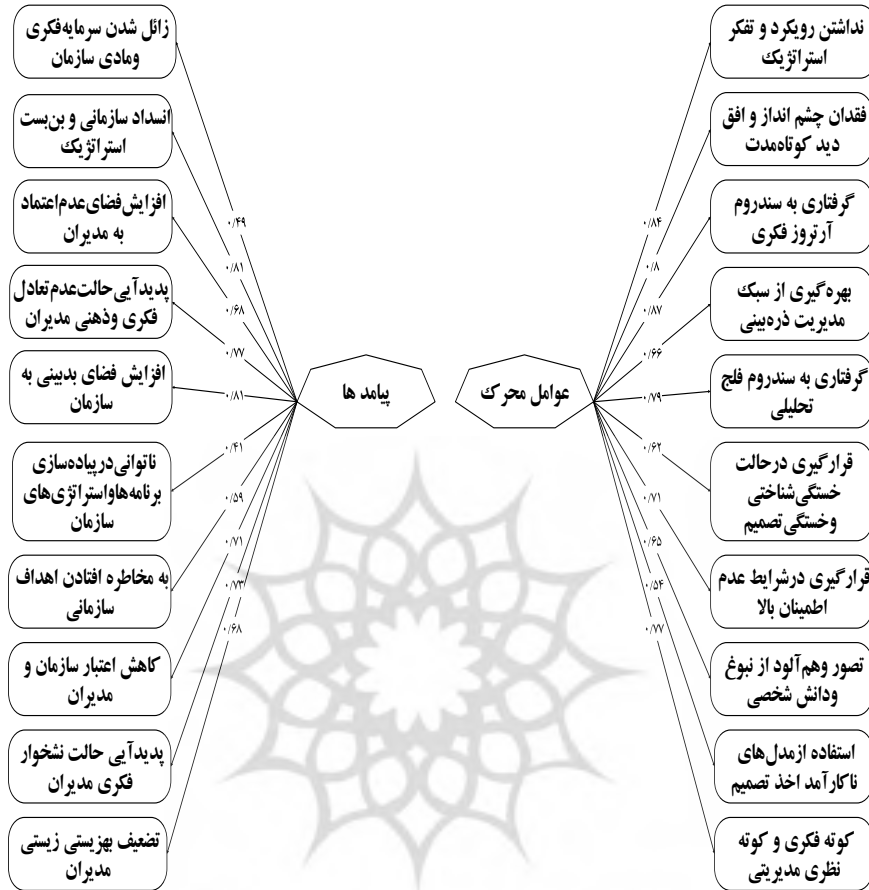 نداشتن رویکرد و تفکر
استراتژیک
فقدان چشم انداز و افق
دید کوتاه‌مدت
گرفتاری به سندروم
آرتروز فکری
بهره‌گیری از سبک
مدیریت ذره‌بینی
گرفتاری به سندروم فلج
تحلیلی
قرارگیری درحالت
خستگی‌شناختی
وخستگی‌تصمیم
قرارگیری درشرایط عدم
اطمینان بالا
تصور وهم‌آلود از نبوغ
ودانش شخصی
استفاده ازمدل‌های
ناکارآمد اخذ تصمیم
کوته فکری و کوته
نظری مدیریتی
۰/۸۴
۰/۸
۰/۸۷
۰/۶۶
۰/۷۹
۰/۶۲
۰/۷۱
۰/۶۵
۰/۵۴
۰/۷۷
عوامل محرک
پیامد ها
۰/۴۹
۰/۸۱
۰/۶۸
۰/۷۷
۰/۸۱
۰/۴۱
۰/۵۹
۰/۷۱
۰/۷۳
۰/۶۸
زائل شدن سرمایه‌فکری
ومادی سازمان
انسداد سازمانی و بن‌بست
استراتژیک
افزایش‌فضای‌عدم‌اعتماد
به مدیران
پدیدآیی‌حالت‌عدم‌تعادل
فکری وذهنی مدیران
افزایش فضای بدبینی به
سازمان
ناتوانی‌درپیاده‌سازی
برنامه‌هاواستراتژی‌های
سازمان
به مخاطره افتادن اهداف
سازمانی
کاهش اعتبار سازمان و
مدیران
پدیدآیی حالت نشخوار
فکری مدیران
تضعیف بهزیستی زیستی
مدیران